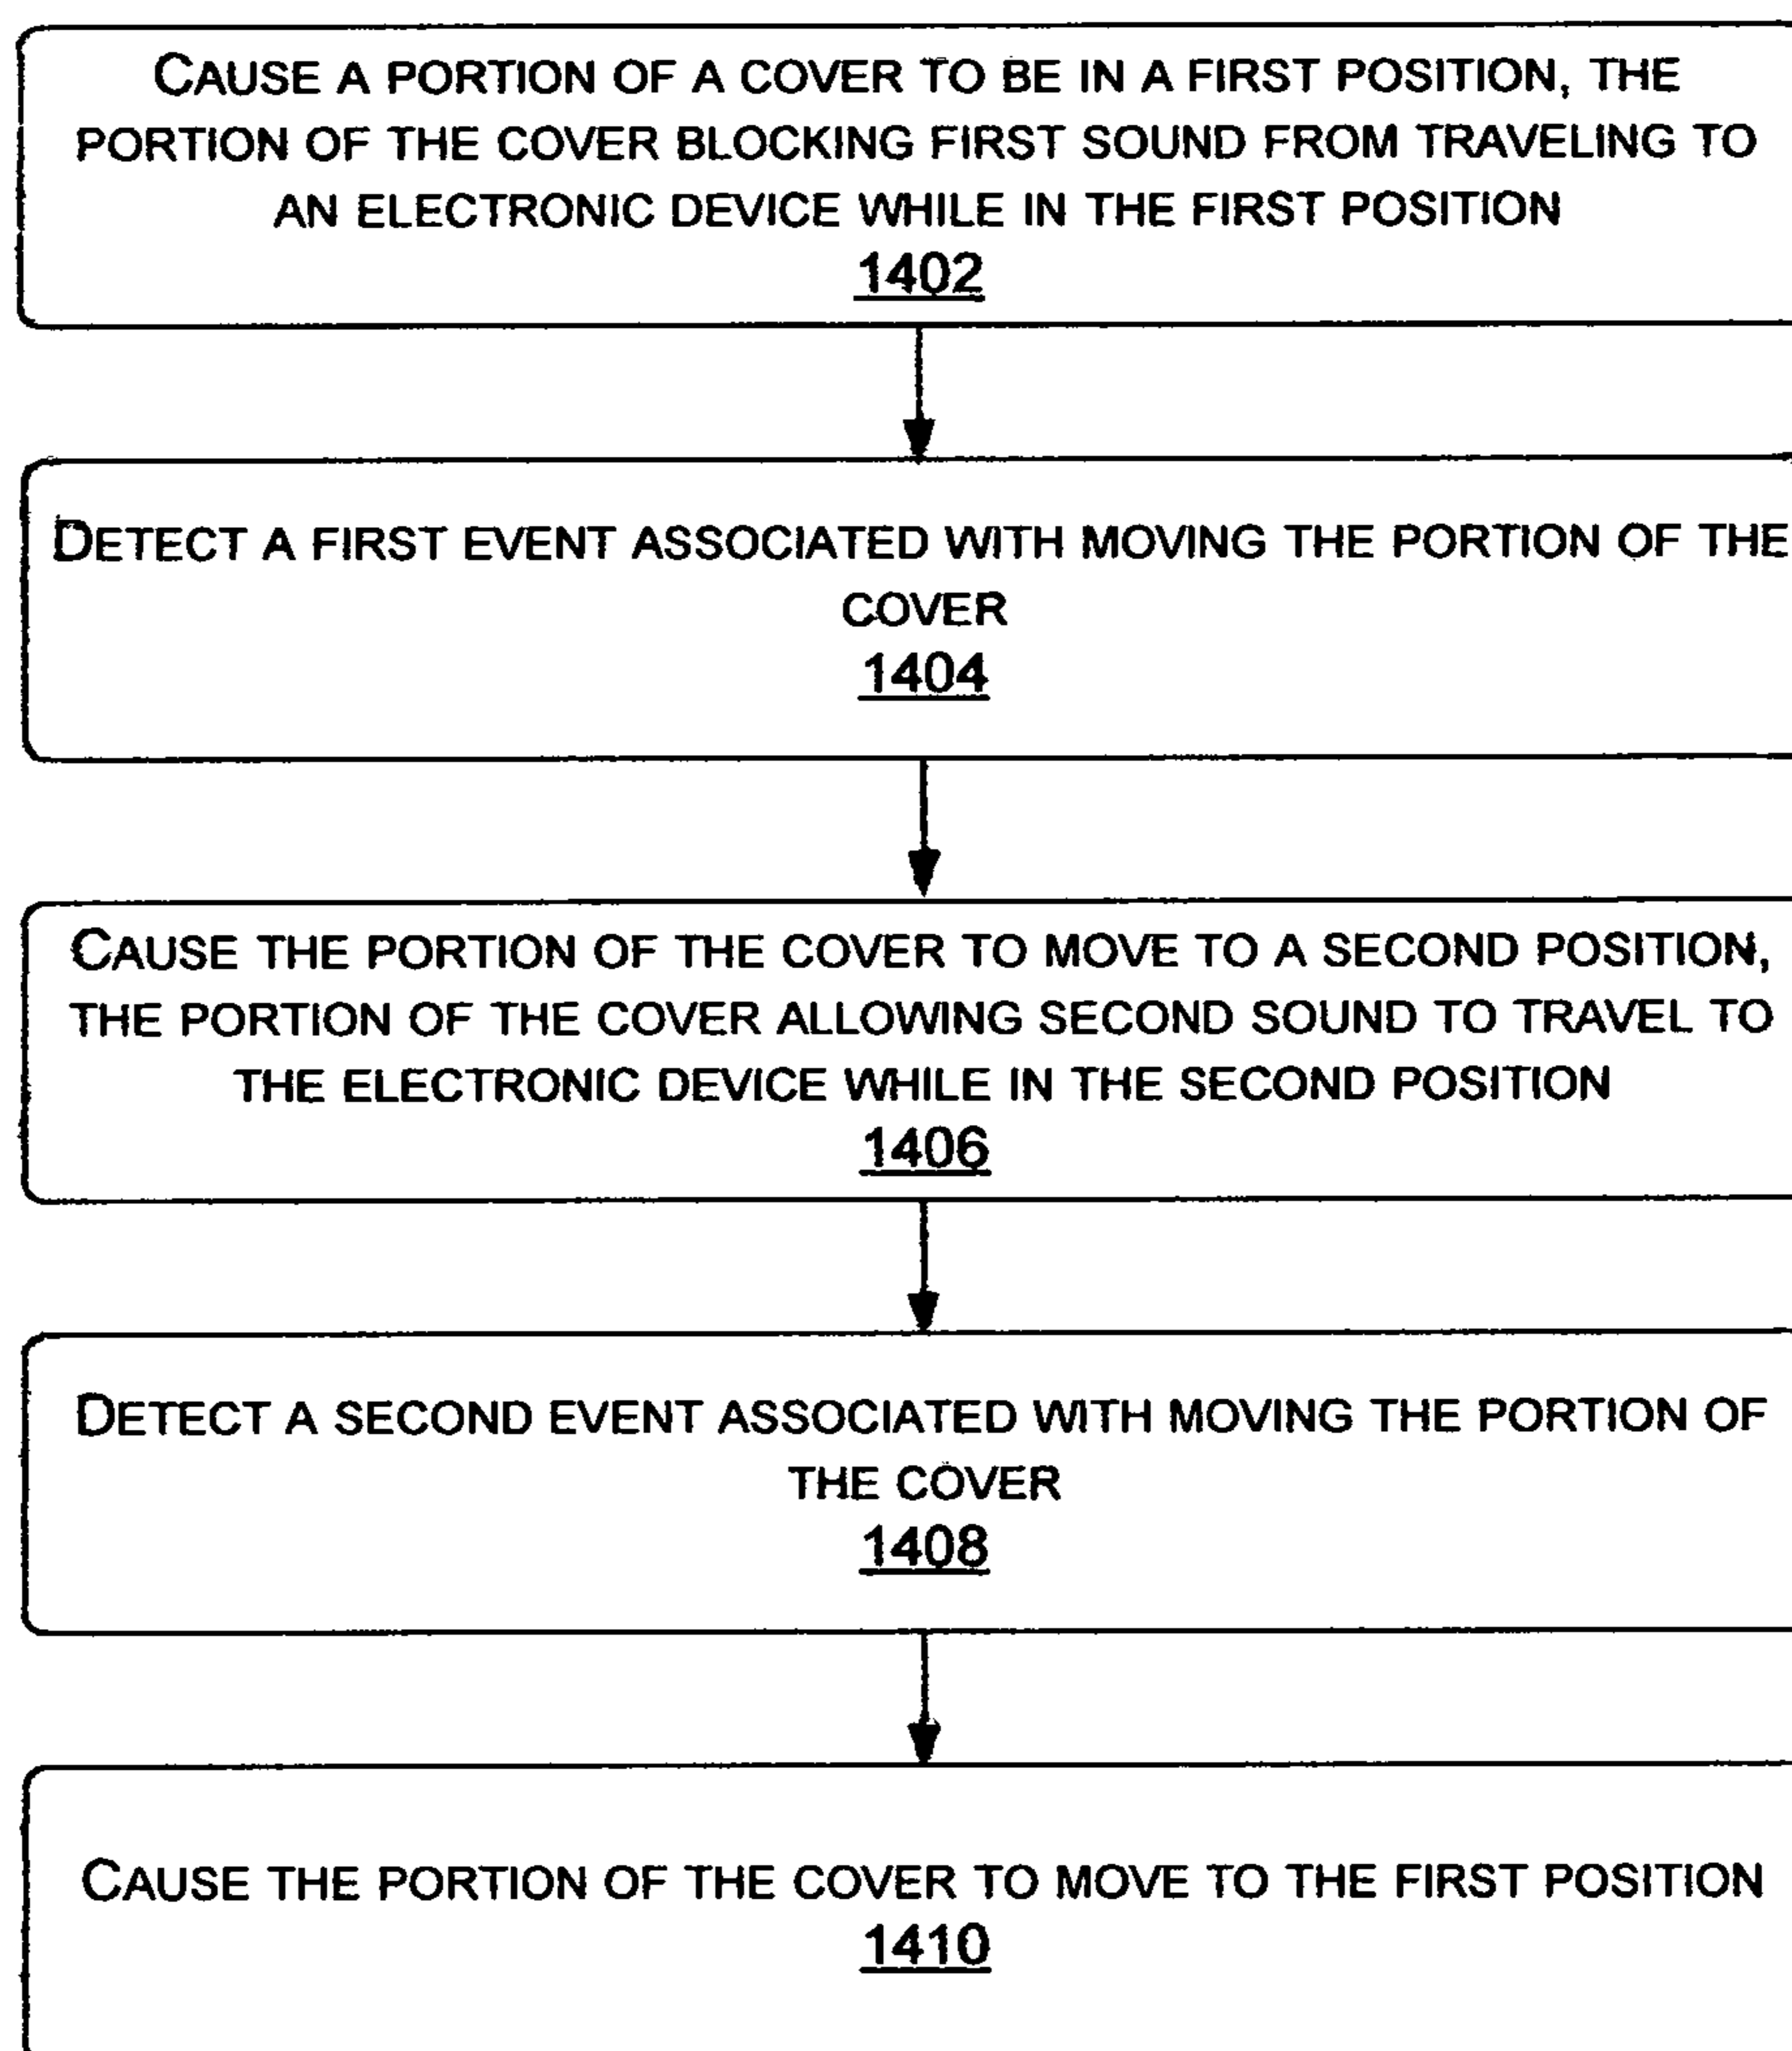 CAUSE A PORTION OF A COVER TO BE IN A FIRST POSITION, THE
PORTION OF THE COVER BLOCKING FIRST SOUND FROM TRAVELING TO
AN ELECTRONIC DEVICE WHILE IN THE FIRST POSITION
1402
DETECT A FIRST EVENT ASSOCIATED WITH MOVING THE PORTION OF THE
COVER
1404
CAUSE THE PORTION OF THE COVER TO MOVE TO A SECOND POSITION,
THE PORTION OF THE COVER ALLOWING SECOND SOUND TO TRAVEL TO
THE ELECTRONIC DEVICE WHILE IN THE SECOND POSITION
1406
DETECT A SECOND EVENT ASSOCIATED WITH MOVING THE PORTION OF
THE COVER
1408
CAUSE THE PORTION OF THE COVER TO MOVE TO THE FIRST POSITION
1410